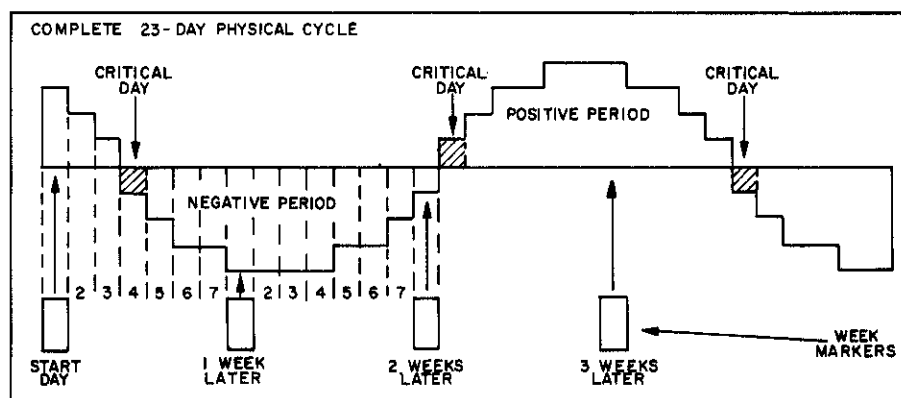 COMPLETE 23-DAY PHYSICAL CYCLE
CRITICAL
DAY
CRITICAL
DAY
CRITICAL
DAY
POSITIVE PERIOD
NEGATIVE PERIOD
2 3 4 5 6 7 2 3 4 5 6 7
START
DAY
1 WEEK
LATER
2 WEEKS
LATER
3 WEEKS
LATER
WEEK
MARKERS